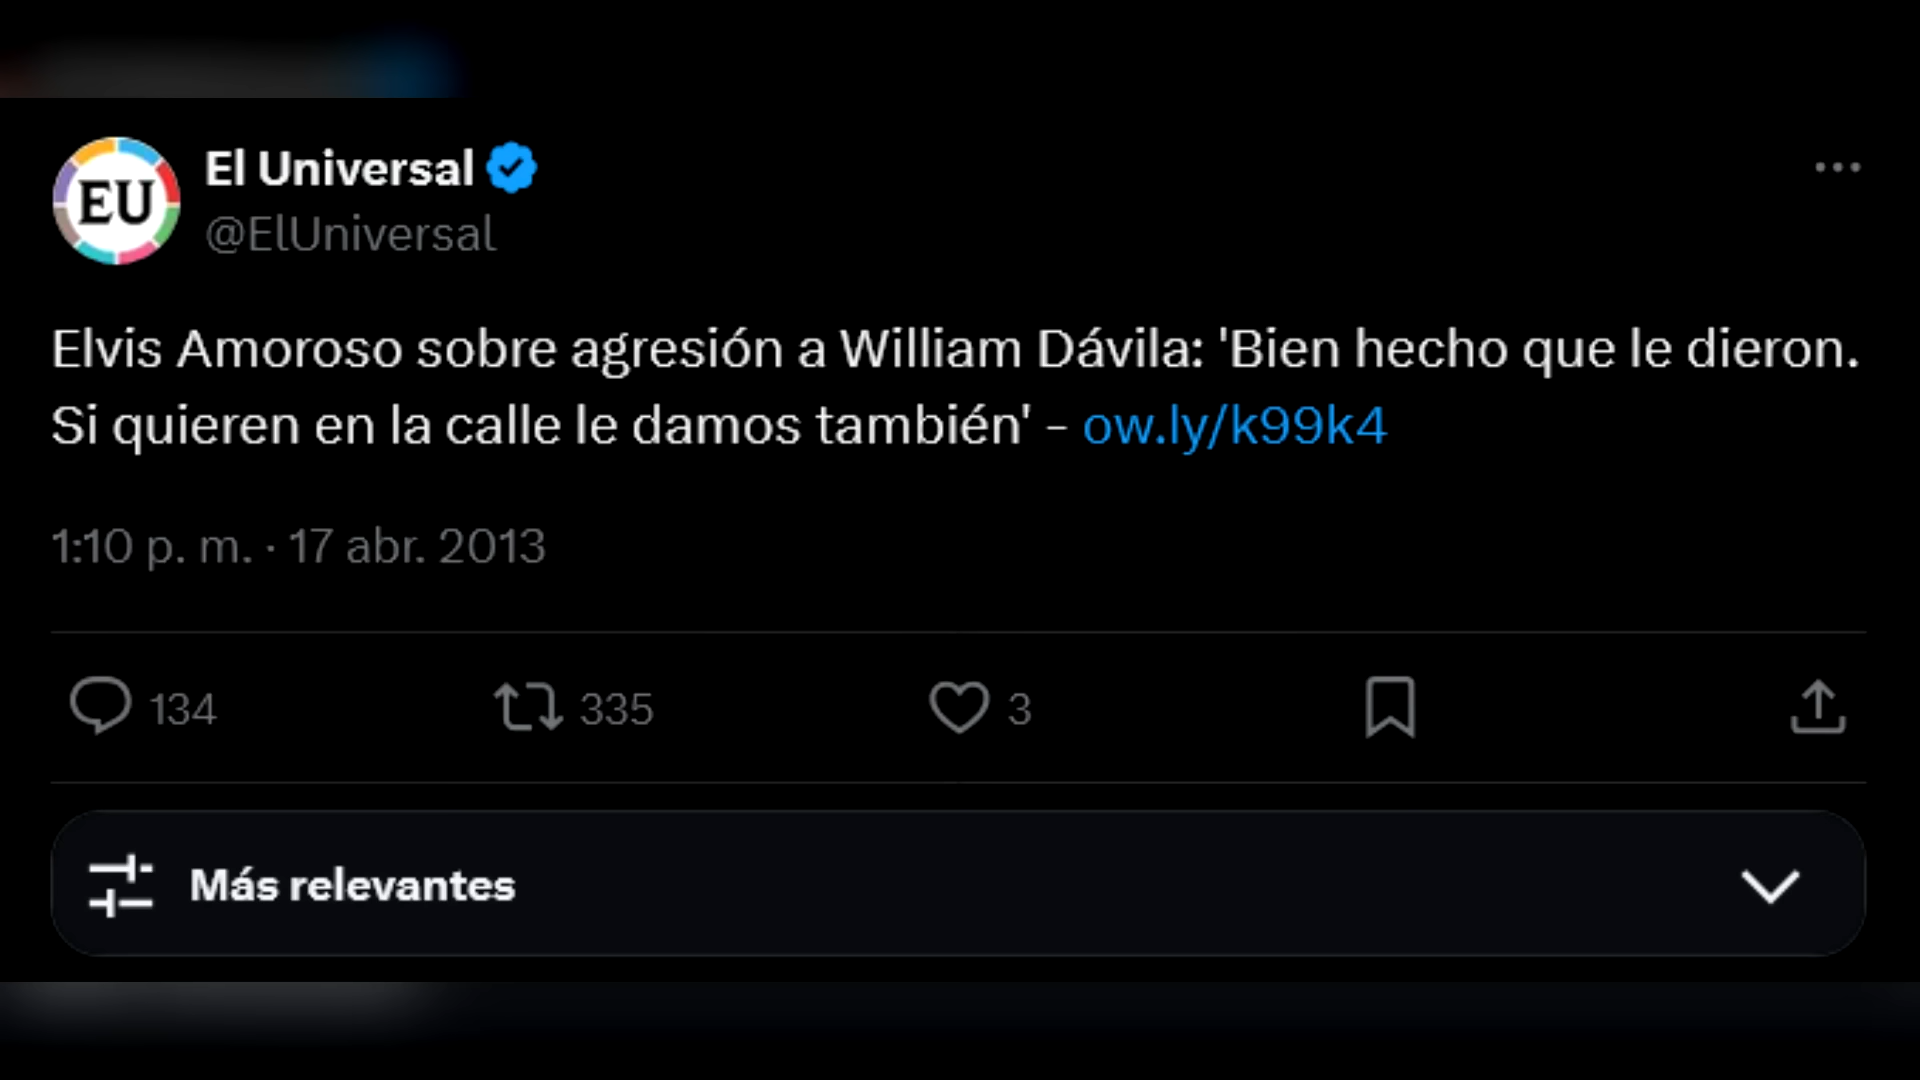 EU
El Universal
@ElUniversal
Elvis Amoroso sobre agresión a William Dávila: 'Bien hecho que le dieron.
Si quieren en la calle le damos también' - ow.ly/k99k4
1:10 p. m. · 17 abr. 2013
134 335 3
Más relevantes